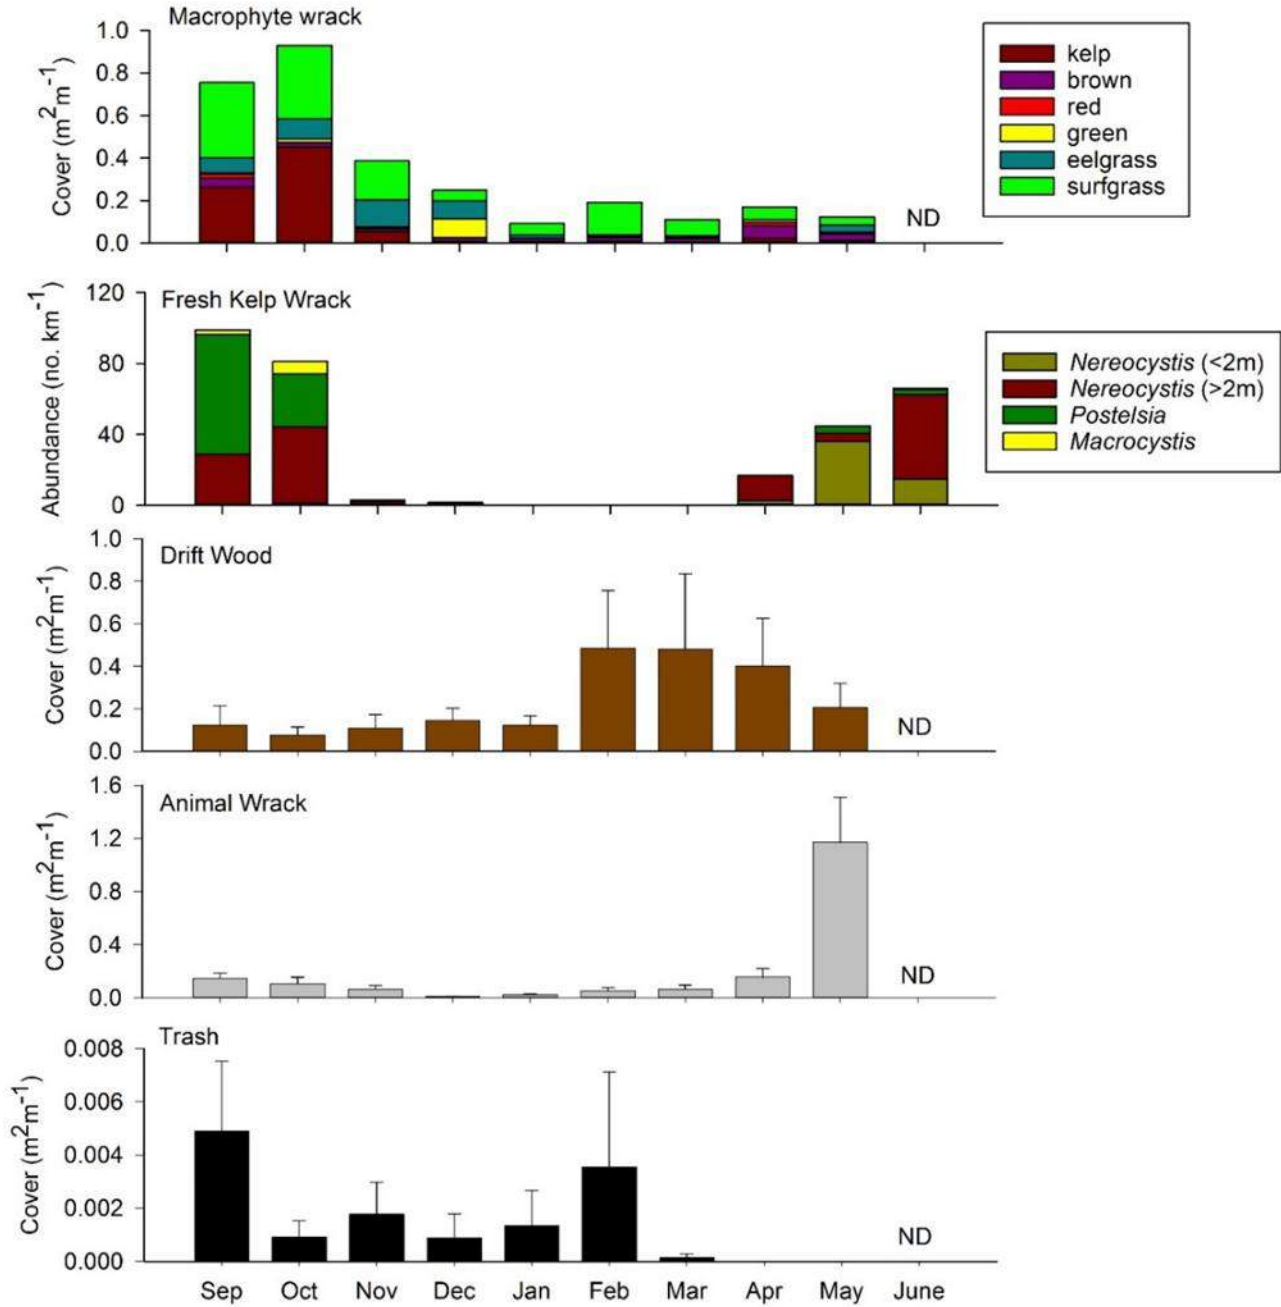 Macrophyte wrack
1.0
0.8
0.6
0.4
0.2
0.0
Cover (m²m⁻¹)
ND
kelp
brown
red
green
eelgrass
surfgrass
Fresh Kelp Wrack
120
80
40
0
Abundance (no. km⁻¹)
Nereocystis (<2m)
Nereocystis (>2m)
Postelsia
Macrocystis
Drift Wood
1.0
0.8
0.6
0.4
0.2
0.0
Cover (m²m⁻¹)
ND
Animal Wrack
1.6
1.2
0.8
0.4
0.0
Cover (m²m⁻¹)
ND
Trash
0.008
0.006
0.004
0.002
0.000
Cover (m²m⁻¹)
ND
Sep Oct Nov Dec Jan Feb Mar Apr May June